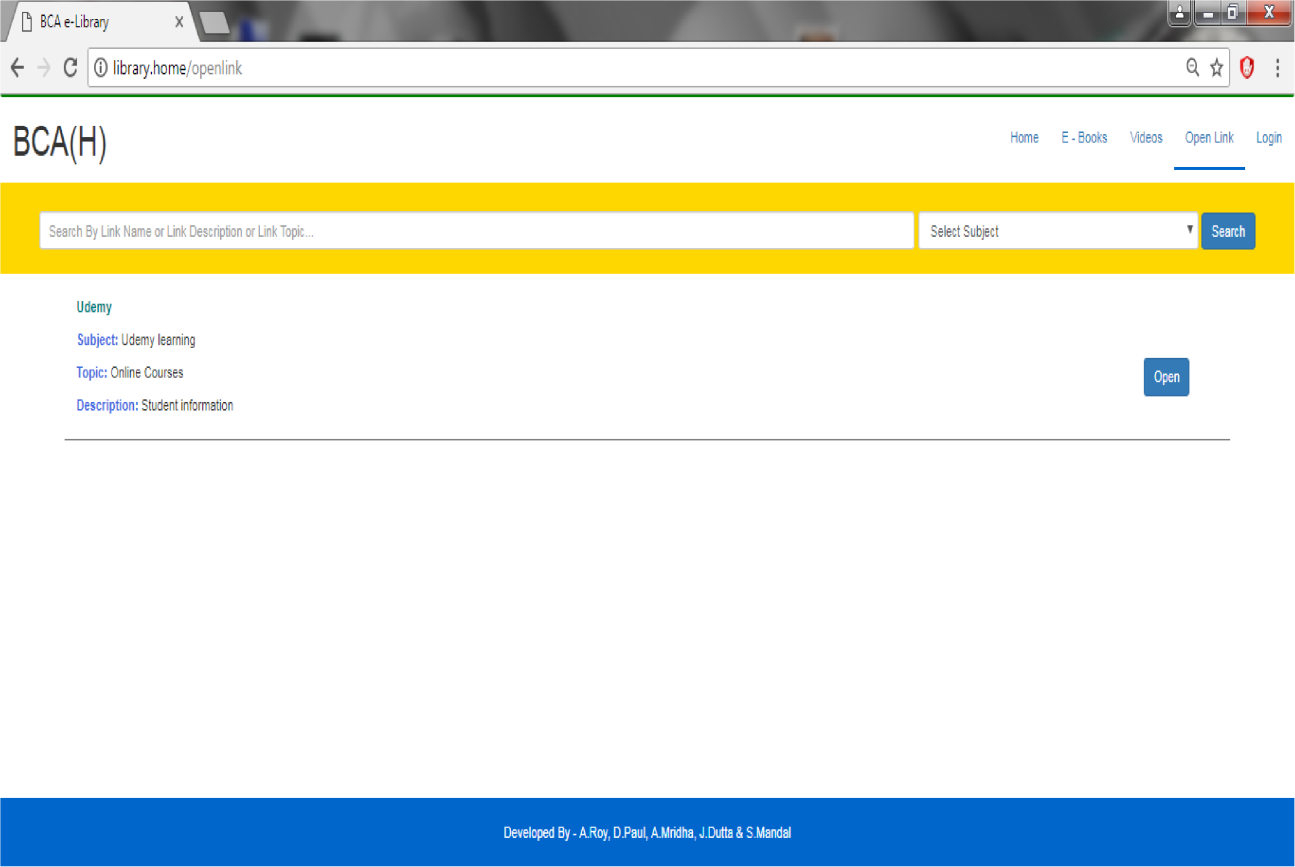 BCA e-Library
library.home/openlink
BCA(H)
Home E - Books Videos Open Link Login
Search By Link Name or Link Description or Link Topic... Select Subject Search
Udemy
Subject: Udemy learning
Topic: Online Courses
Open
Description: Student information
Developed By - A.Roy, D.Paul, A.Mridha, J.Dutta & S.Mandal